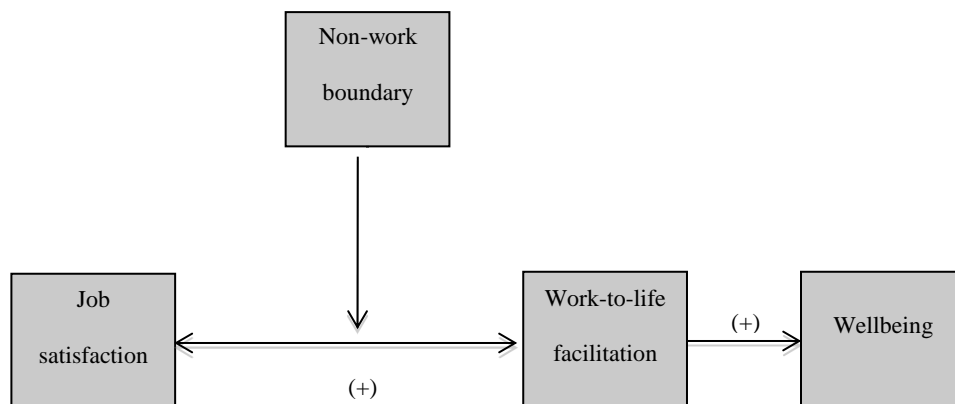 Non-work
boundary
Job
satisfaction
(+)
Work-to-life
facilitation
(+)
Wellbeing